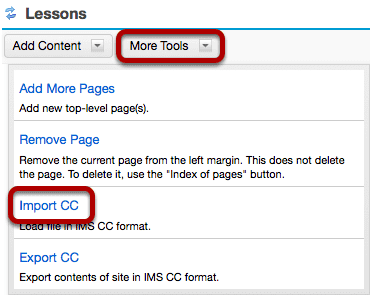 Lessons
Add Content
More Tools
Add More Pages
Add new top-level page(s).
Remove Page
Remove the current page from the left margin. This does not delete
the page. To delete it, use the "Index of pages" button.
Import CC
Load file in IMS CC format.
Export CC
Export contents of site in IMS CC format.